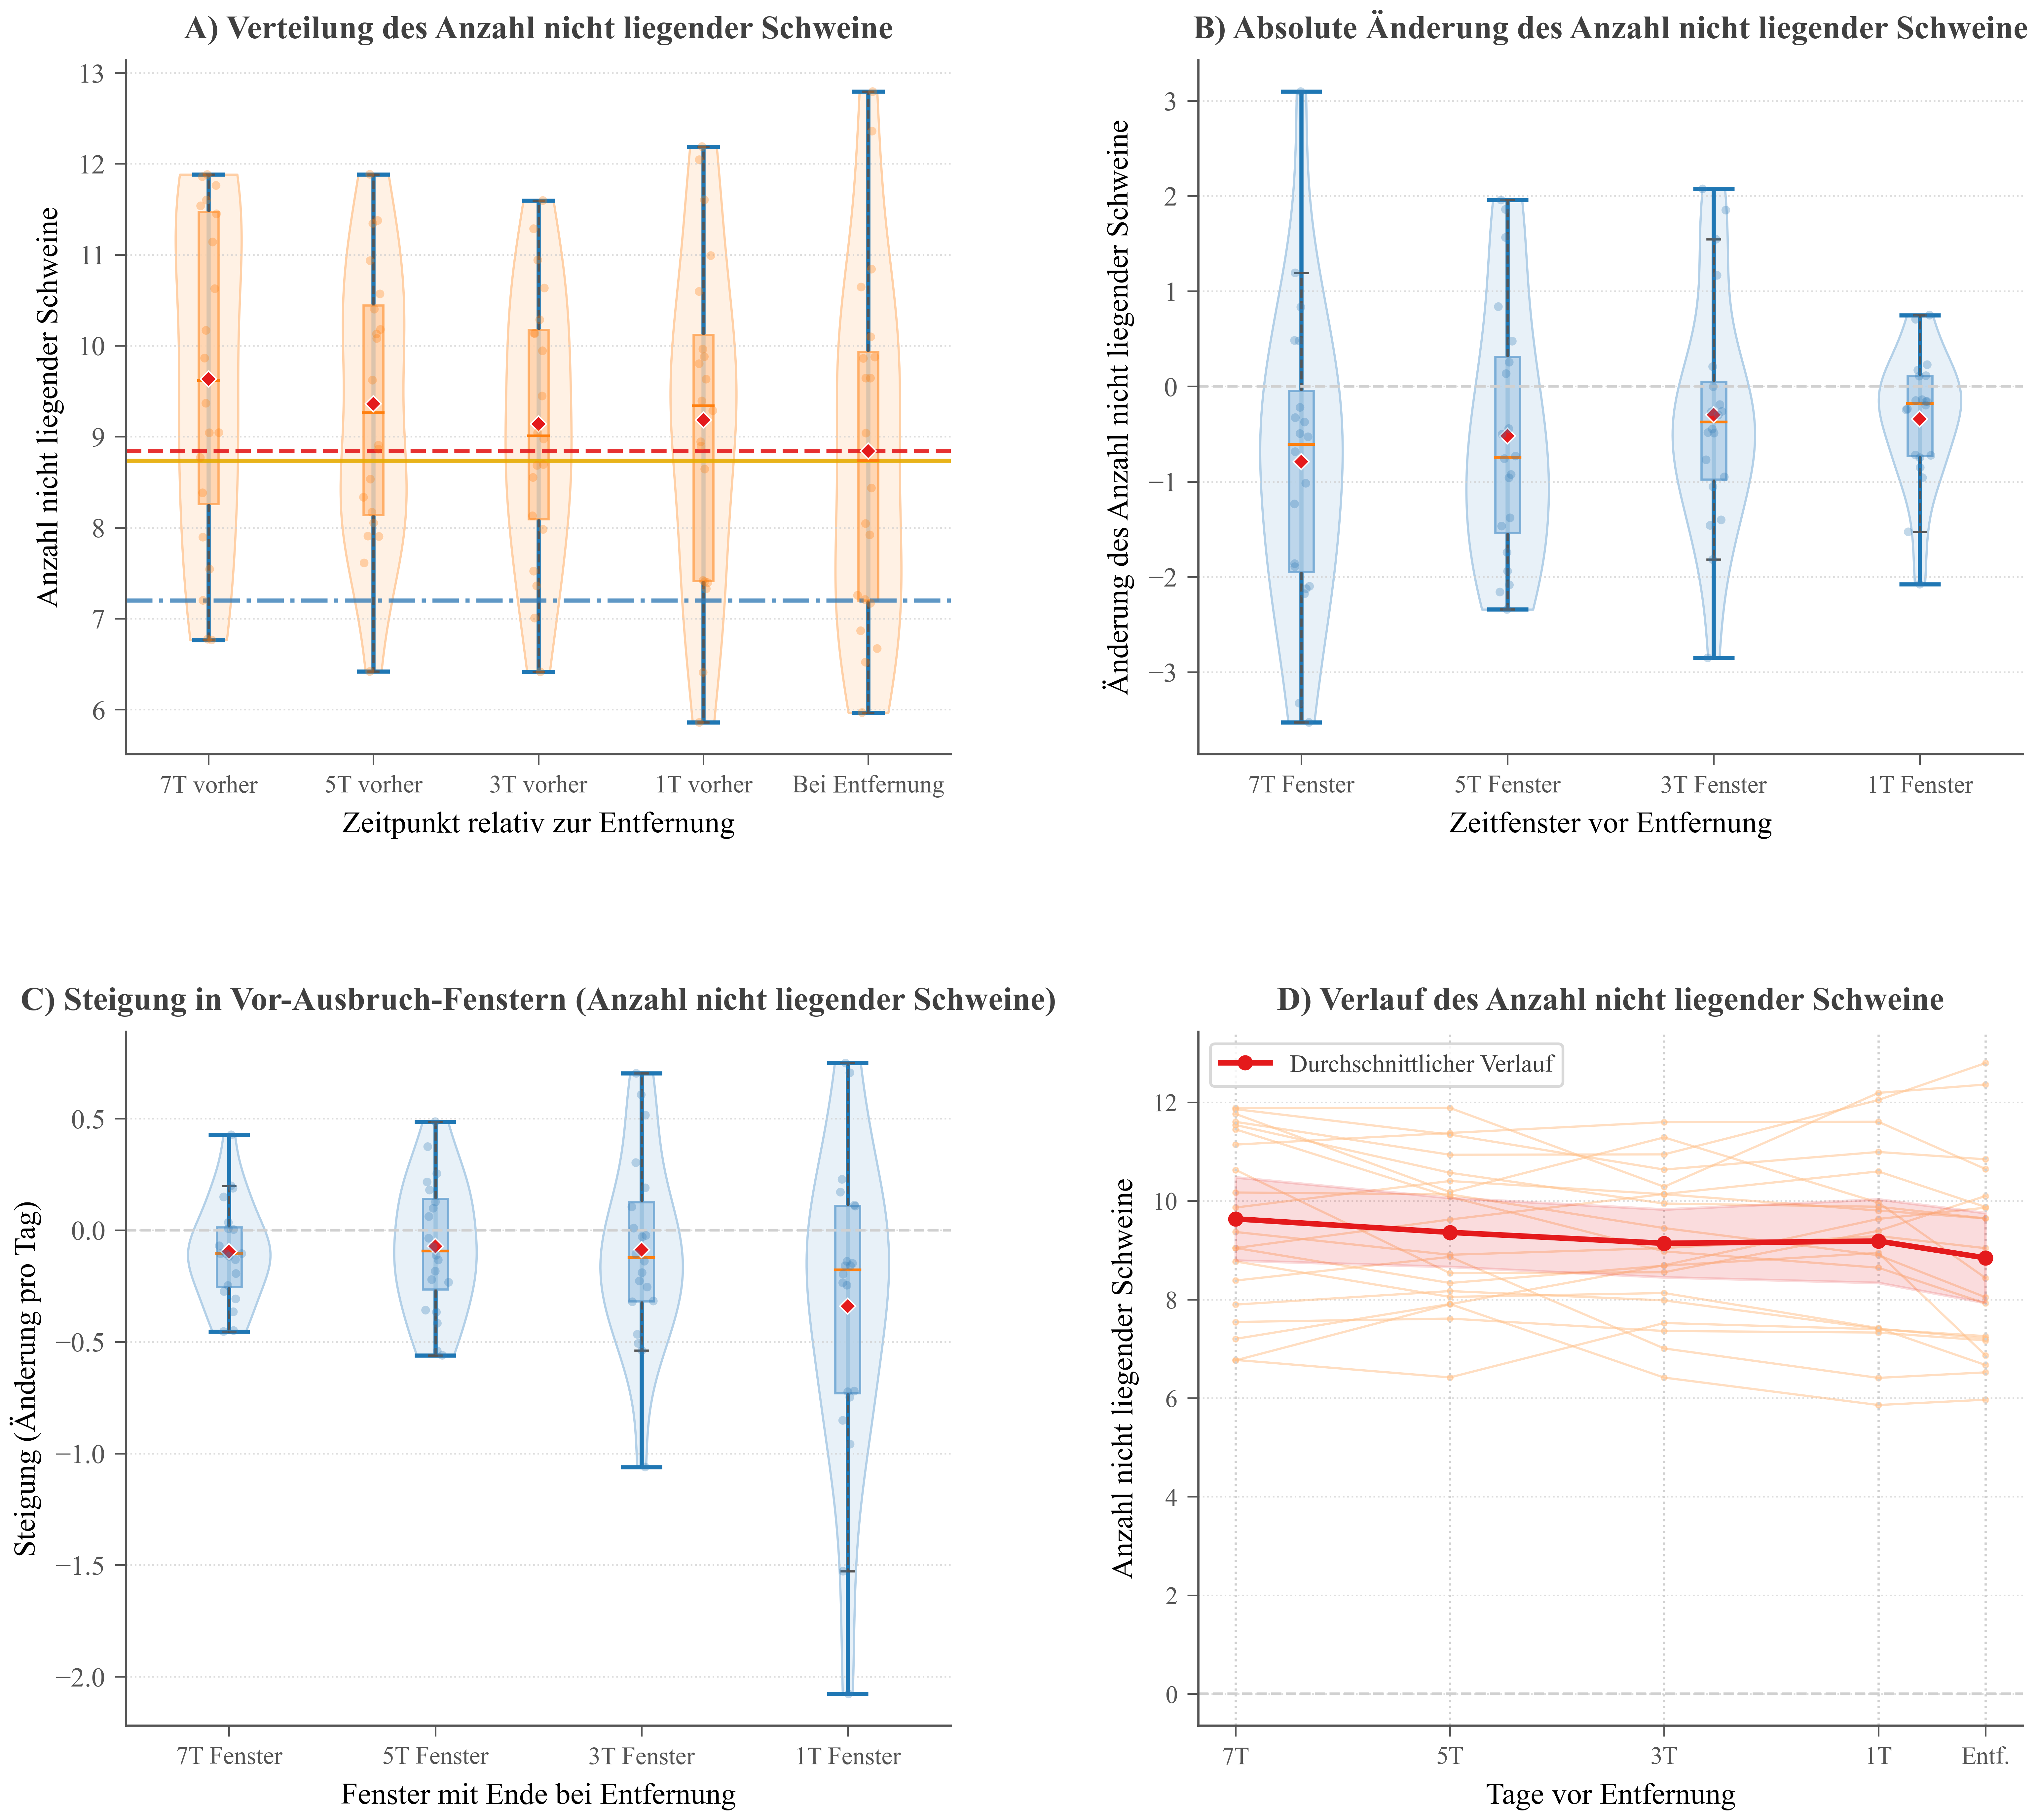 A) Verteilung des Anzahl nicht liegender Schweine
Anzahl nicht liegender Schweine
13
12
11
10
9
8
7
6
7T vorher
5T vorher
3T vorher
1T vorher
Bei Entfernung
Zeitpunkt relativ zur Entfernung
B) Absolute Änderung des Anzahl nicht liegender Schweine
Änderung des Anzahl nicht liegender Schweine
3
2
1
0
−1
−2
−3
7T Fenster
5T Fenster
3T Fenster
1T Fenster
Zeitfenster vor Entfernung
C) Steigung in Vor-Ausbruch-Fenstern (Anzahl nicht liegender Schweine)
Steigung (Änderung pro Tag)
0.5
0.0
−0.5
−1.0
−1.5
−2.0
7T Fenster
5T Fenster
3T Fenster
1T Fenster
Fenster mit Ende bei Entfernung
D) Verlauf des Anzahl nicht liegender Schweine
Durchschnittlicher Verlauf
Anzahl nicht liegender Schweine
12
10
8
6
4
2
0
7T
5T
3T
1T
Entf.
Tage vor Entfernung